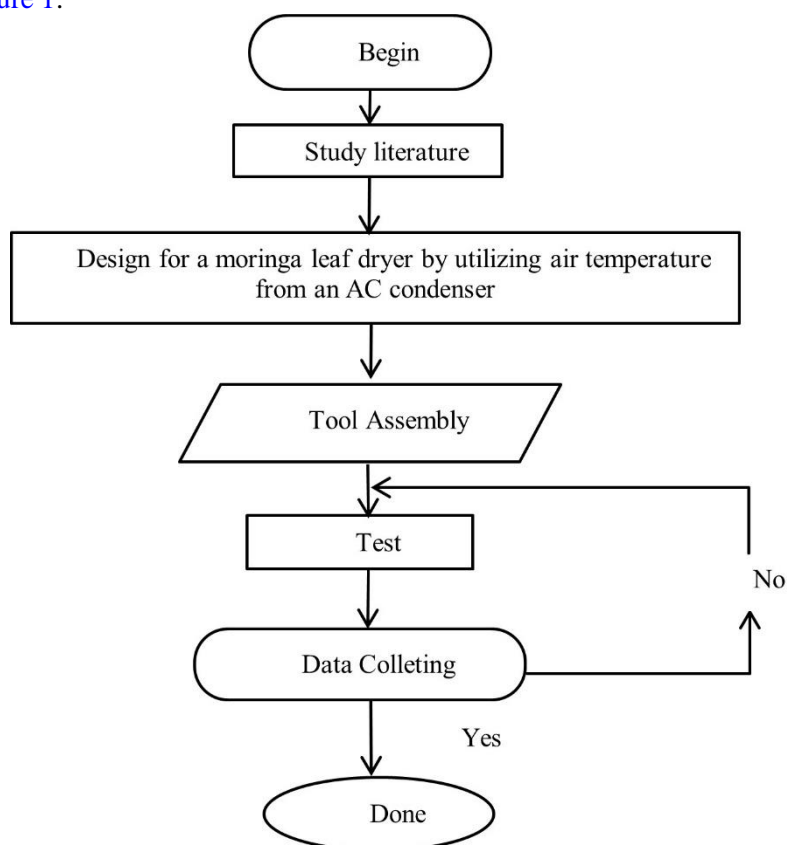 ure 1.
Begin
Study literature
Design for a moringa leaf dryer by utilizing air temperature
from an AC condenser
Tool Assembly
Test
No
Data Colleting
Yes
Done